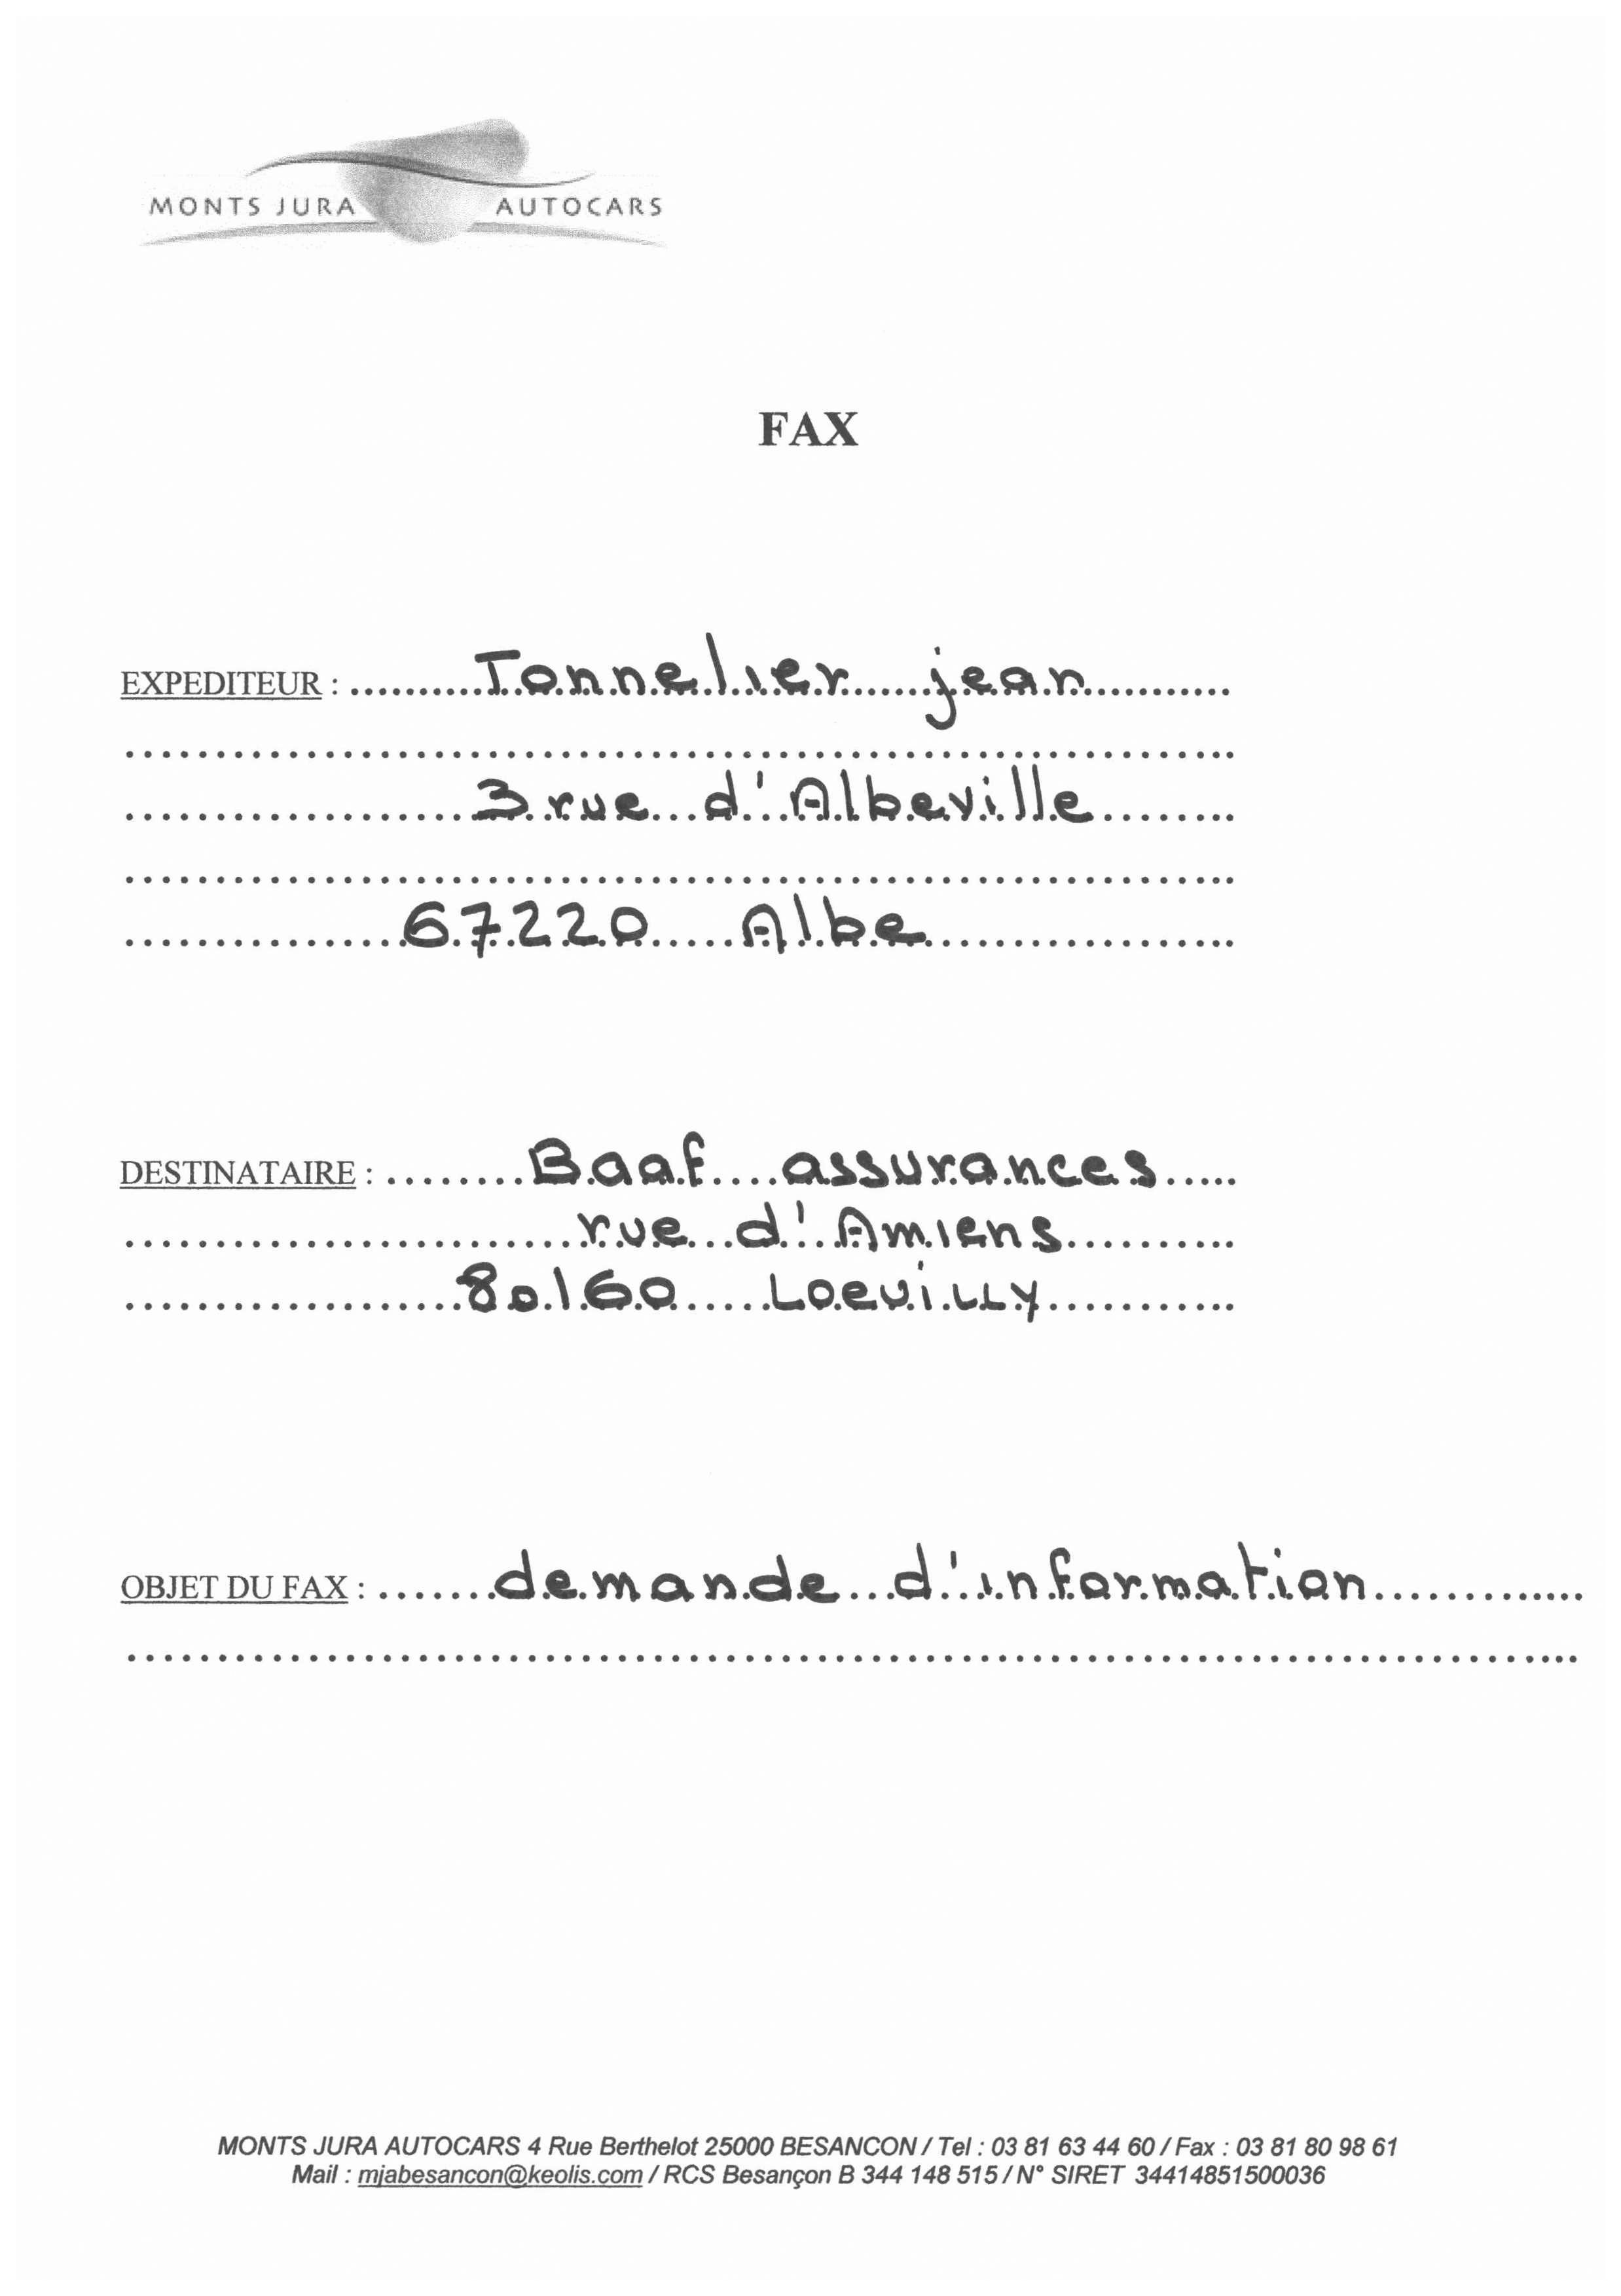 MONTS JURA AUTOCARS
FAX
EXPEDITEUR : Tonnelier jean
3 rue d'Albeville
67220 Albe
DESTINATAIRE : Baaf assurances
rue d'Amiens
80160 Loeuilly
OBJET DU FAX : demande d'information
MONTS JURA AUTOCARS 4 Rue Berthelot 25000 BESANCON / Tel : 03 81 63 44 60 / Fax : 03 81 80 98 61
Mail : mjabesancon@keolis.com / RCS Besançon B 344 148 515 / N° SIRET 34414851500036